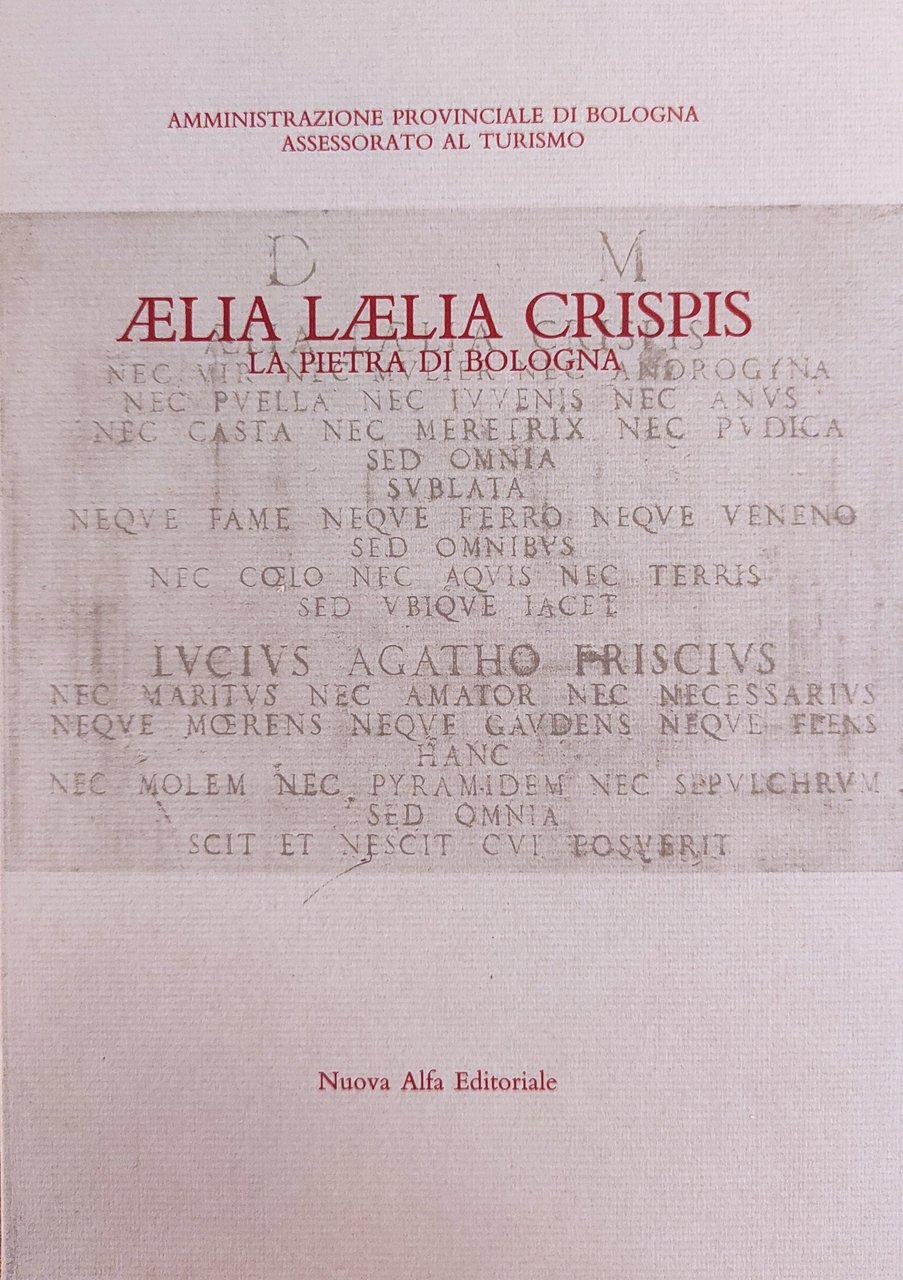 AMMINISTRAZIONE PROVINCIALE DI BOLOGNA
ASSESSORATO AL TURISMO
D M
ÆLIA LÆLIA CRISPIS
ÆLIA LÆLIA CRISPIS
LA PIETRA DI BOLOGNA
NEC VIR NEC MVLIER NEC ANDROGYNA
NEC PVELLA NEC IVVENIS NEC ANVS
NEC CASTA NEC MERETRIX NEC PVDICA
SED OMNIA
SVBLATA
NEQVE FAME NEQVE FERRO NEQVE VENENO
SED OMNIBVS
NEC CŒLO NEC AQVIS NEC TERRIS
SED VBIQVE IACET
LVCIVS AGATHO PRISCIVS
NEC MARITVS NEC AMATOR NEC NECESSARIVS
NEQVE MŒRENS NEQVE GAVDENS NEQVE FLENS
HANC
NEC MOLEM NEC PYRAMIDEM NEC SEPVLCHRVM
SED OMNIA
SCIT ET NESCIT CVI POSVERIT
Nuova Alfa Editoriale